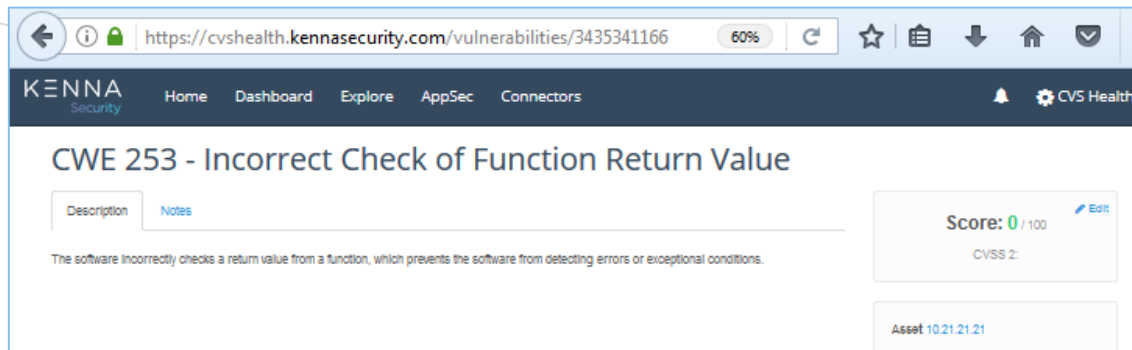 https://cvshealth.kennasecurity.com/vulnerabilities/3435341166 60%
KENNA Security Home Dashboard Explore AppSec Connectors CVS Health
CWE 253 - Incorrect Check of Function Return Value
Description Notes
The software incorrectly checks a return value from a function, which prevents the software from detecting errors or exceptional conditions.
Edit
Score: 0 / 100
CVSS 2:
Asset 10.21.21.21